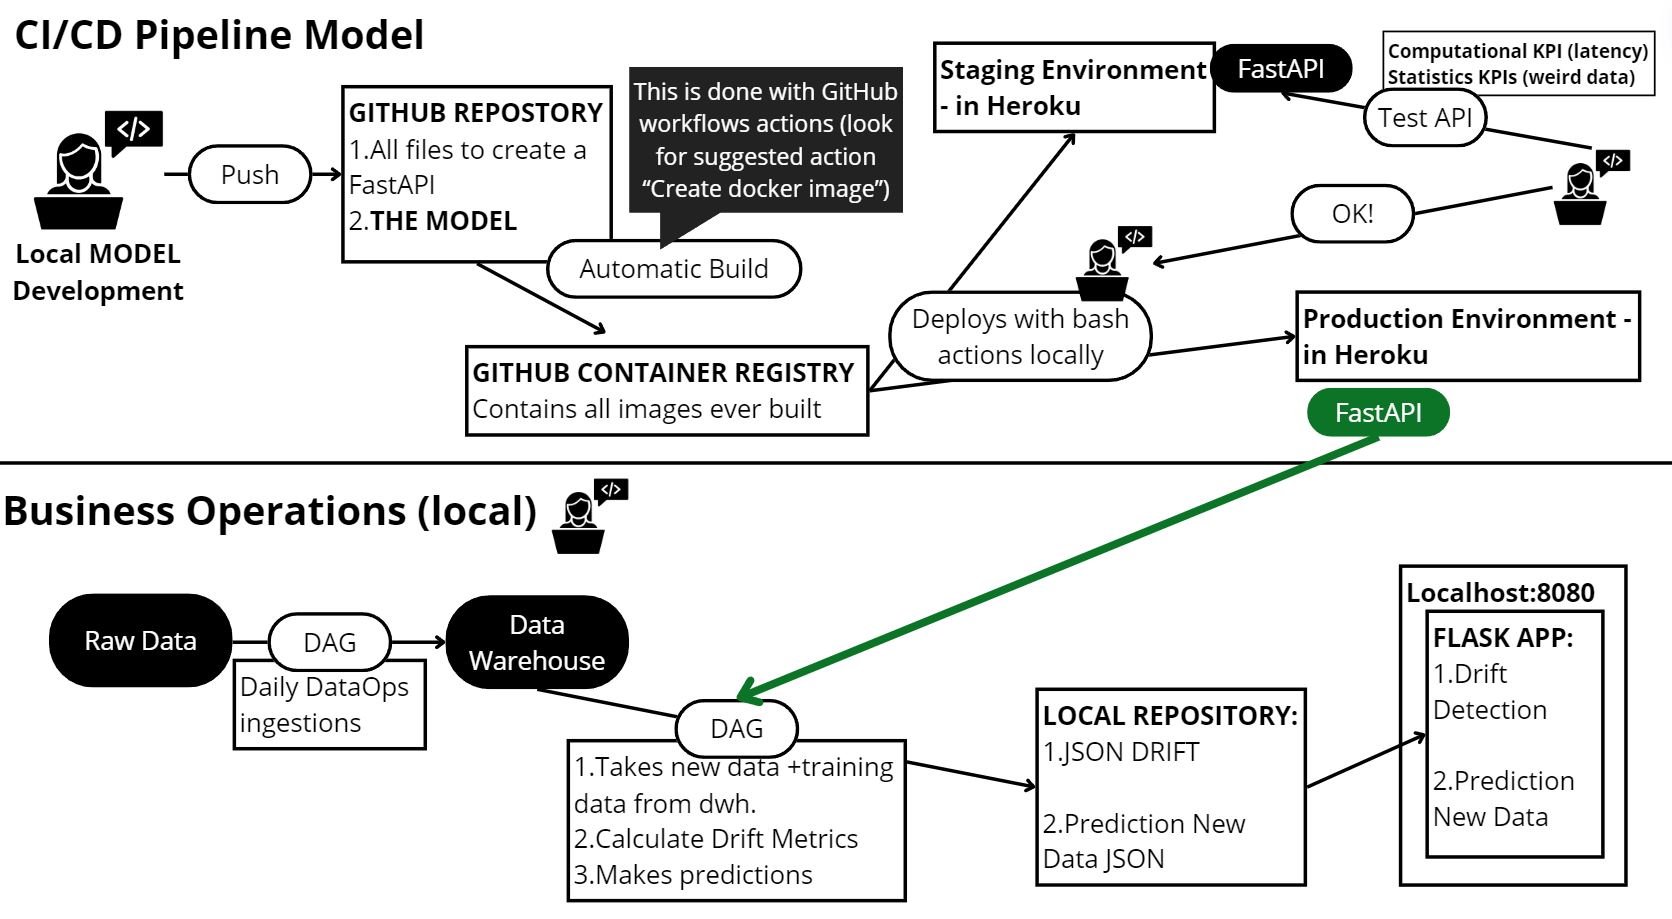 CI/CD Pipeline Model
</>
Local MODEL
Development
Push
GITHUB REPOSTORY
1.All files to create a
FastAPI
2.THE MODEL
This is done with GitHub
workflows actions (look
for suggested action
“Create docker image”)
Automatic Build
GITHUB CONTAINER REGISTRY
Contains all images ever built
Staging Environment
- in Heroku
FastAPI
Computational KPI (latency)
Statistics KPIs (weird data)
Test API
</>
OK!
</>
Deploys with bash
actions locally
Production Environment -
in Heroku
FastAPI
Business Operations (local)
</>
Raw Data
DAG
Daily DataOps
ingestions
Data
Warehouse
DAG
1.Takes new data +training
data from dwh.
2.Calculate Drift Metrics
3.Makes predictions
LOCAL REPOSITORY:
1.JSON DRIFT
2.Prediction New
Data JSON
Localhost:8080
FLASK APP:
1.Drift
Detection
2.Prediction
New Data